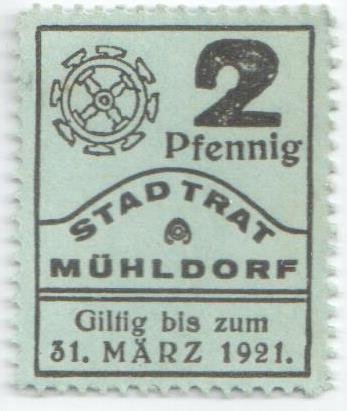 2
Pfennig
STADTRAT
MÜHLDORF
Giltig bis zum
31. MÄRZ 1921.